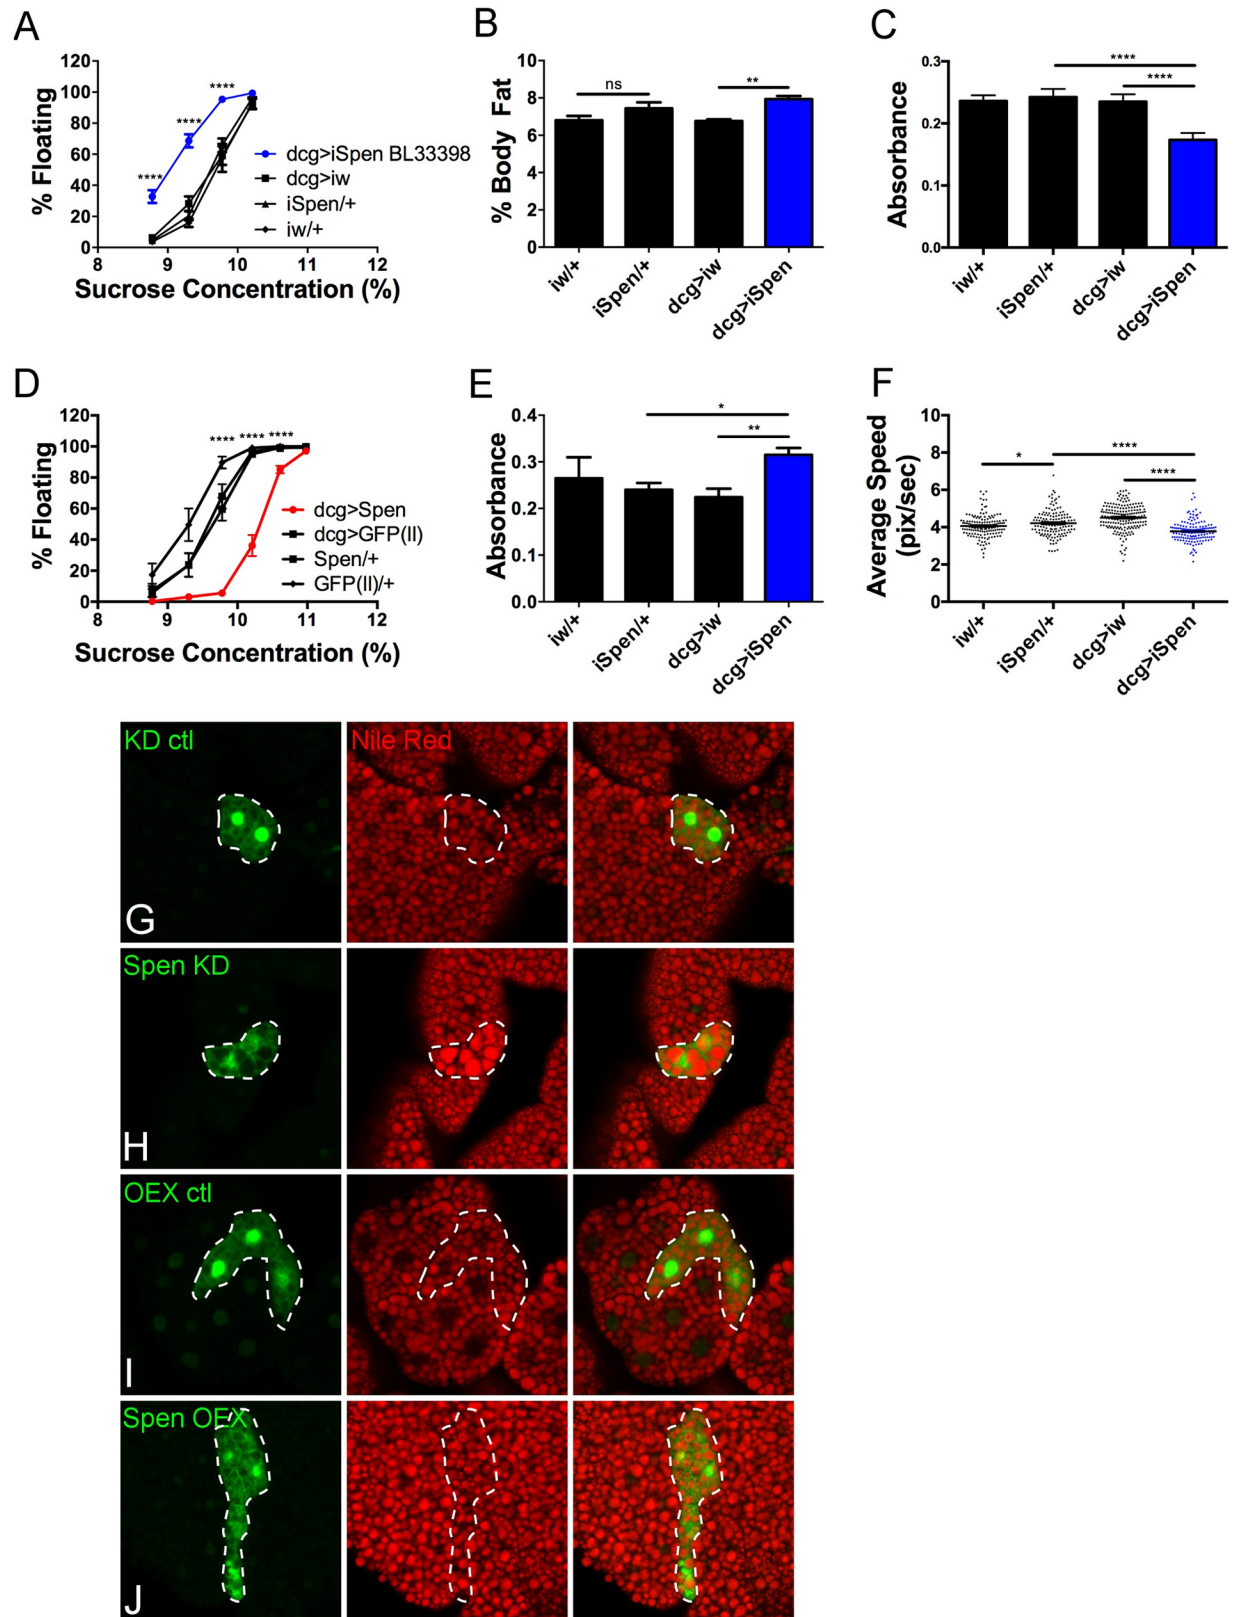 A
120
100
80
60
40
20
0
% Floating
****
****
****
dcg>iSpen BL33398
dcg>iw
iSpen/+
iw/+
8 9 10 11 12
Sucrose Concentration (%)
B
10
8
6
4
2
0
% Body Fat
ns
**
iw/+
iSpen/+
dcg>iw
dcg>iSpen
C
0.3
0.2
0.1
0.0
Absorbance
****
****
iw/+
iSpen/+
dcg>iw
dcg>iSpen
D
120
100
80
60
40
20
0
% Floating
**** **** ****
dcg>Spen
dcg>GFP(II)
Spen/+
GFP(II)/+
8 9 10 11 12
Sucrose Concentration (%)
E
0.4
0.3
0.2
0.1
0.0
Absorbance
*
**
iw/+
iSpen/+
dcg>iw
dcg>iSpen
F
10
8
6
4
2
0
Average Speed
(pix/sec)
*
****
****
iw/+
iSpen/+
dcg>iw
dcg>iSpen
KD ctl
Nile Red
G
Spen KD
H
OEX ctl
I
Spen OEX
J